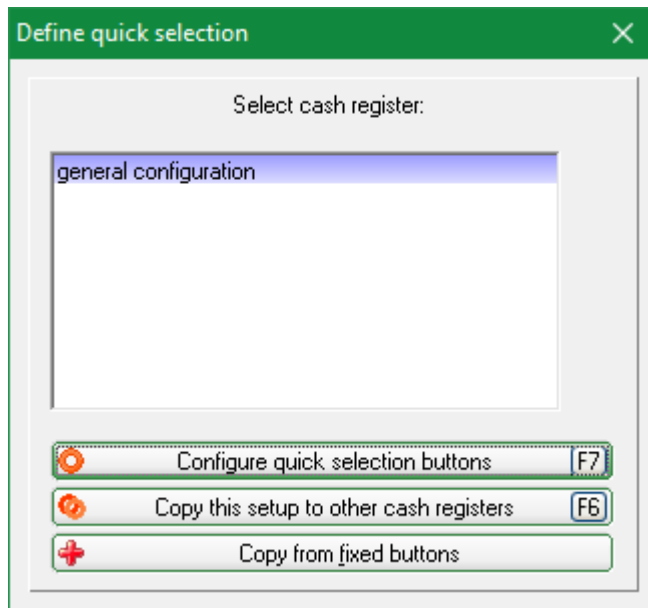 Define quick selection
Select cash register:
general configuration
Configure quick selection buttons F7
Copy this setup to other cash registers F6
Copy from fixed buttons